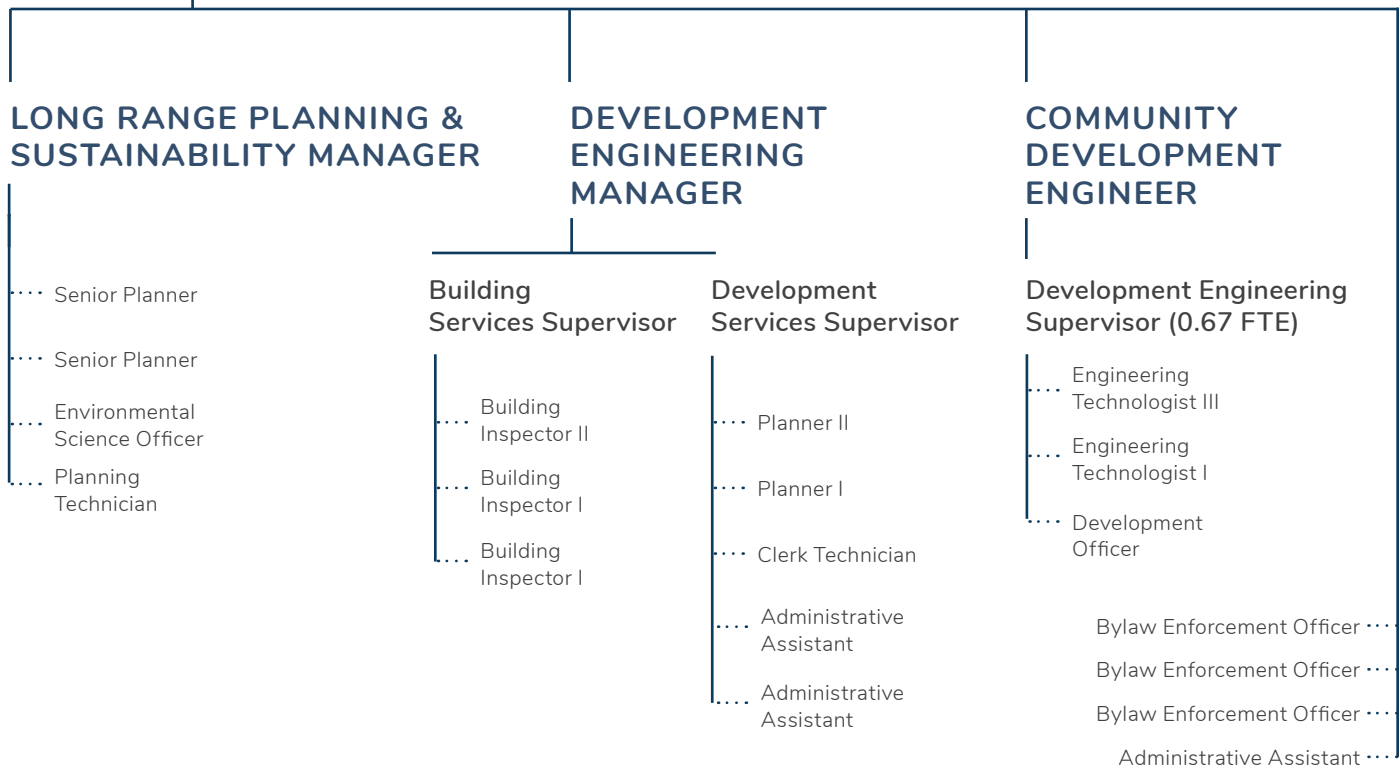 LONG RANGE PLANNING &
SUSTAINABILITY MANAGER
Senior Planner
Senior Planner
Environmental
Science Officer
Planning
Technician
DEVELOPMENT
ENGINEERING
MANAGER
Building
Services Supervisor
Building
Inspector II
Building
Inspector I
Building
Inspector I
Development
Services Supervisor
Planner II
Planner I
Clerk Technician
Administrative
Assistant
Administrative
Assistant
COMMUNITY
DEVELOPMENT
ENGINEER
Development Engineering
Supervisor (0.67 FTE)
Engineering
Technologist III
Engineering
Technologist I
Development
Officer
Bylaw Enforcement Officer
Bylaw Enforcement Officer
Bylaw Enforcement Officer
Administrative Assistant